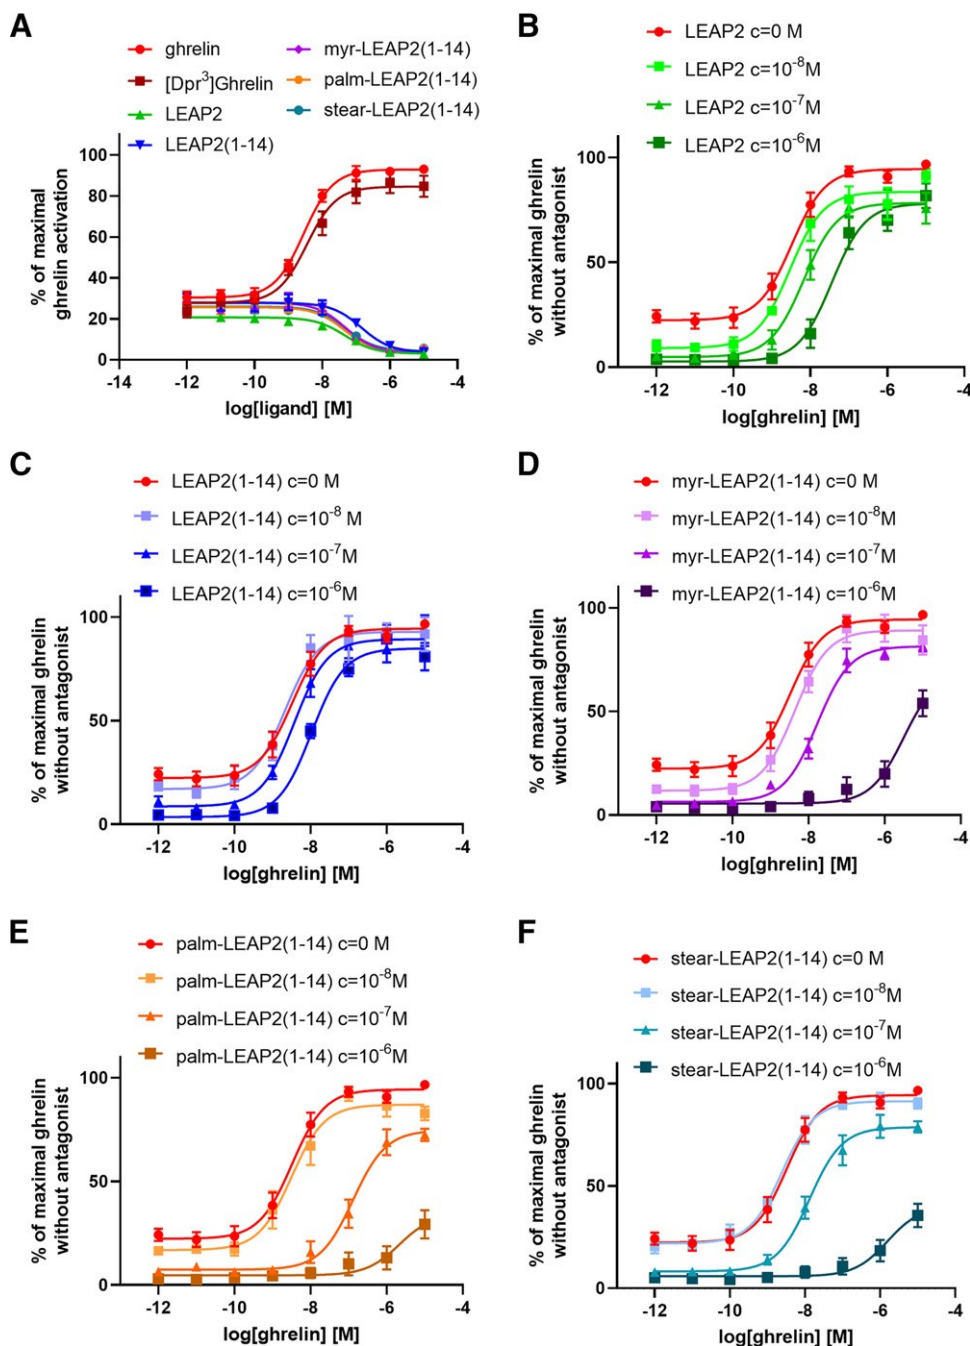 A
ghrelin
[Dpr³]Ghrelin
LEAP2
LEAP2(1-14)
myr-LEAP2(1-14)
palm-LEAP2(1-14)
stear-LEAP2(1-14)
% of maximal
ghrelin activation
100
80
60
40
20
0
-14 -12 -10 -8 -6 -4
log[ligand] [M]
B
LEAP2 c=0 M
LEAP2 c=10⁻⁸M
LEAP2 c=10⁻⁷M
LEAP2 c=10⁻⁶M
% of maximal ghrelin
without antagonist
100
50
0
-12 -10 -8 -6 -4
log[ghrelin] [M]
C
LEAP2(1-14) c=0 M
LEAP2(1-14) c=10⁻⁸ M
LEAP2(1-14) c=10⁻⁷M
LEAP2(1-14) c=10⁻⁶M
% of maximal ghrelin
without antagonist
100
50
0
-12 -10 -8 -6 -4
log[ghrelin] [M]
D
myr-LEAP2(1-14) c=0 M
myr-LEAP2(1-14) c=10⁻⁸M
myr-LEAP2(1-14) c=10⁻⁷M
myr-LEAP2(1-14) c=10⁻⁶M
% of maximal ghrelin
without antagonist
100
50
0
-12 -10 -8 -6 -4
log[ghrelin] [M]
E
palm-LEAP2(1-14) c=0 M
palm-LEAP2(1-14) c=10⁻⁸M
palm-LEAP2(1-14) c=10⁻⁷M
palm-LEAP2(1-14) c=10⁻⁶M
% of maximal ghrelin
without antagonist
100
50
0
-12 -10 -8 -6 -4
log[ghrelin] [M]
F
stear-LEAP2(1-14) c=0 M
stear-LEAP2(1-14) c=10⁻⁸M
stear-LEAP2(1-14) c=10⁻⁷M
stear-LEAP2(1-14) c=10⁻⁶M
% of maximal ghrelin
without antagonist
100
50
0
-12 -10 -8 -6 -4
log[ghrelin] [M]